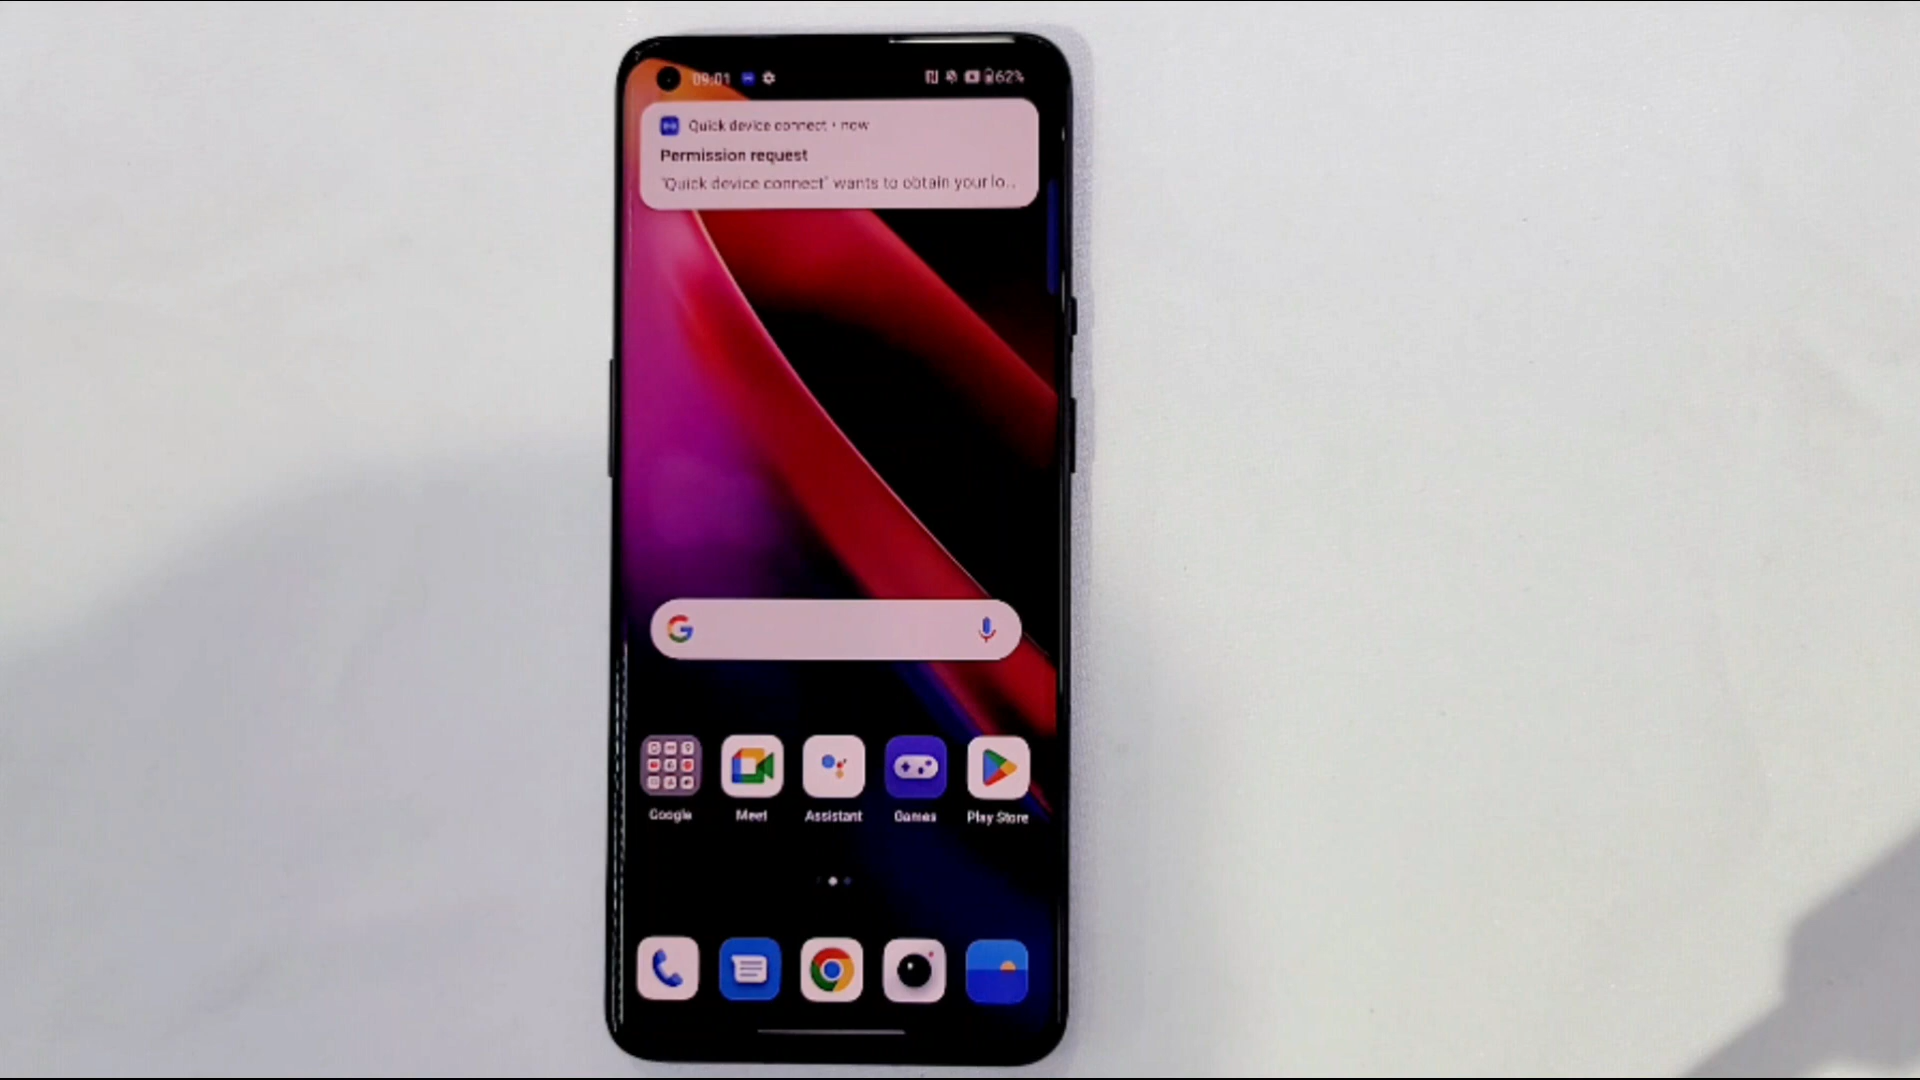 09:01 62%
Quick device connect • now
Permission request
"Quick device connect" wants to obtain your lo...
Google Meet Assistant Games Play Store